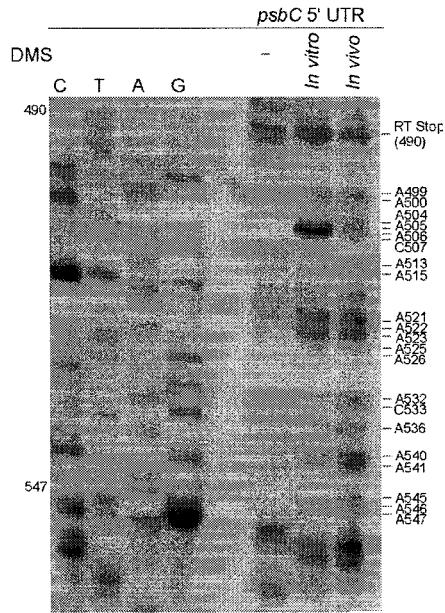 psbC 5' UTR
DMS
C T A G – In vitro In vivo
490
RT Stop
(490)
A499
A500
A504
A505
A506
C507
A513
A515
A521
A522
A523
A525
A526
A532
C533
A536
A540
A541
547
A545
A546
A547